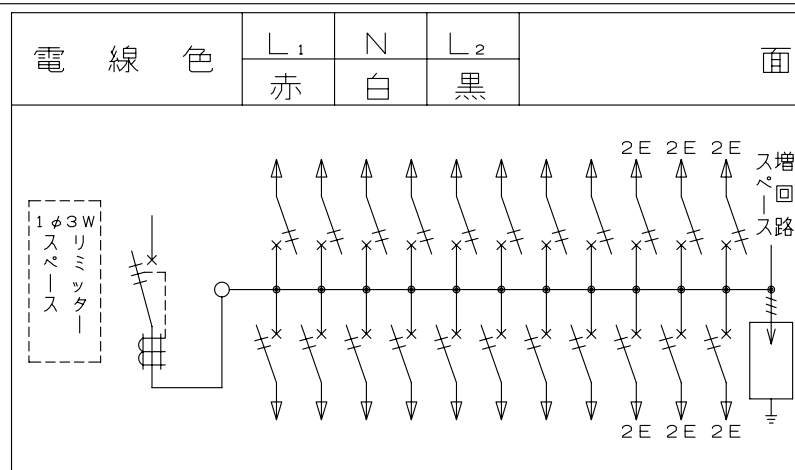 電線色 L₁ N L₂ 面
赤 白 黒
2E 2E 2E
増回路
スペース
1φ3W
リミッター
スペース
2E 2E 2E